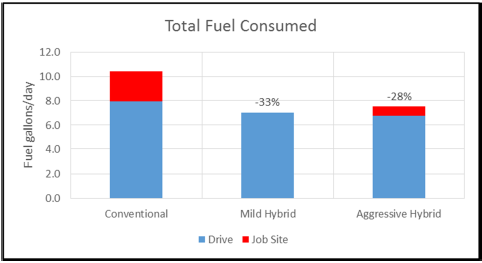 Total Fuel Consumed
Fuel gallons/day
12.0
10.0
8.0
6.0
4.0
2.0
0.0
-33%
-28%
Conventional
Mild Hybrid
Aggressive Hybrid
Drive
Job Site